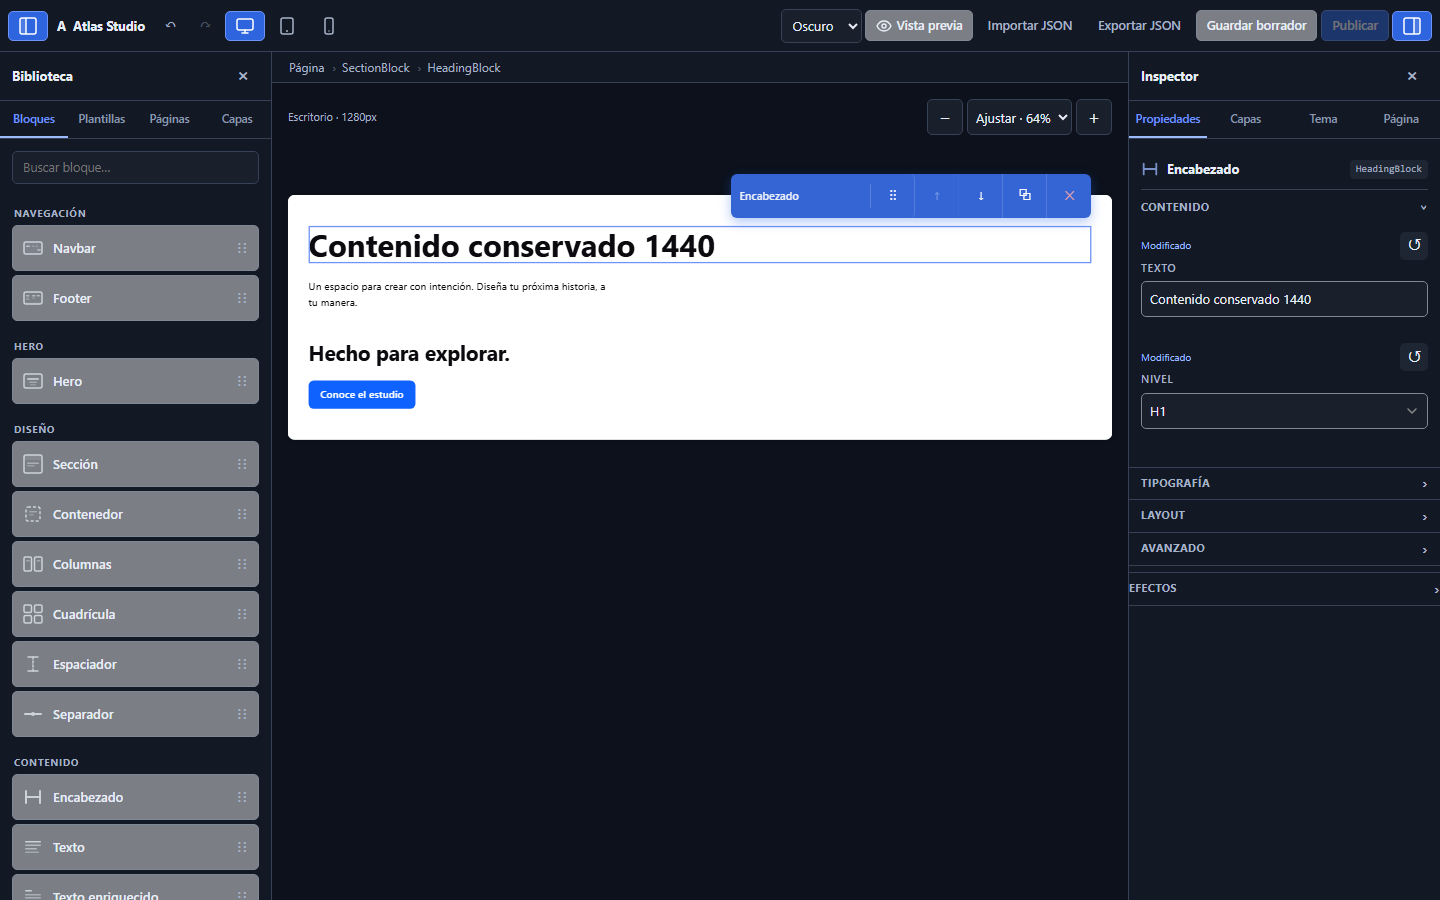 A Atlas Studio
Oscuro
Vista previa
Importar JSON
Exportar JSON
Guardar borrador
Publicar
Biblioteca
Bloques
Plantillas
Páginas
Capas
Buscar bloque...
NAVEGACIÓN
Navbar
Footer
HERO
Hero
DISEÑO
Sección
Contenedor
Columnas
Cuadrícula
Espaciador
Separador
CONTENIDO
Encabezado
Texto
Texto enriquecido
Página › SectionBlock › HeadingBlock
Escritorio · 1280px
Ajustar · 64%
Encabezado
Contenido conservado 1440
Un espacio para crear con intención. Diseña tu próxima historia, a
tu manera.
Hecho para explorar.
Conoce el estudio
Inspector
Propiedades
Capas
Tema
Página
Encabezado
HeadingBlock
CONTENIDO
Modificado
TEXTO
Contenido conservado 1440
Modificado
NIVEL
H1
TIPOGRAFÍA
LAYOUT
AVANZADO
EFECTOS